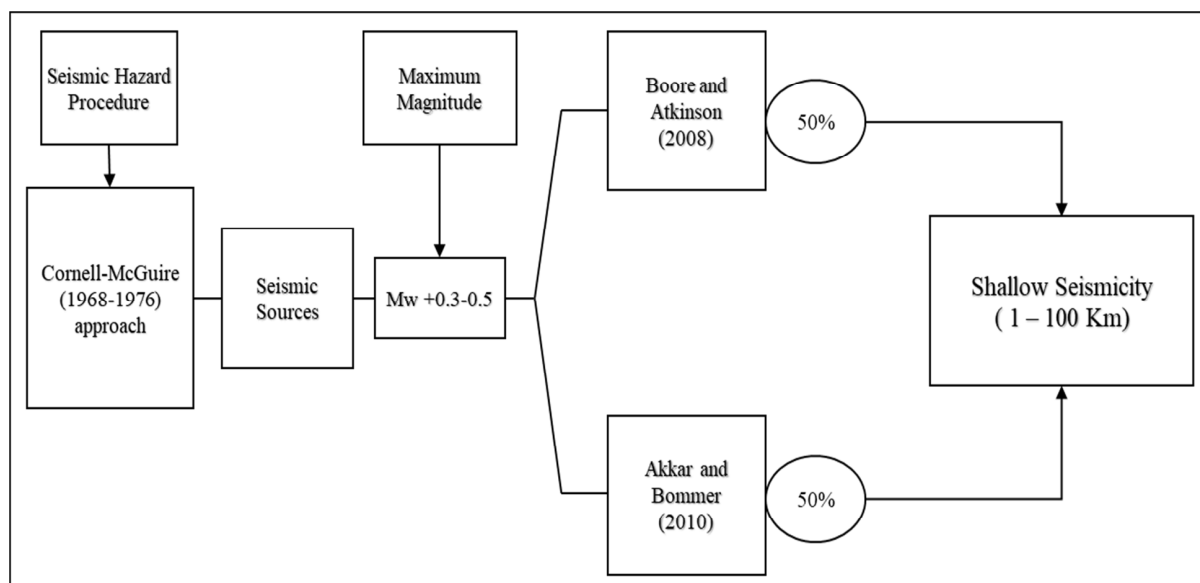 Seismic Hazard
Procedure
Maximum
Magnitude
Boore and
Atkinson
(2008)
50%
Cornell-McGuire
(1968-1976)
approach
Seismic
Sources
Mw +0.3-0.5
Shallow Seismicity
( 1 – 100 Km)
Akkar and
Bommer
(2010)
50%